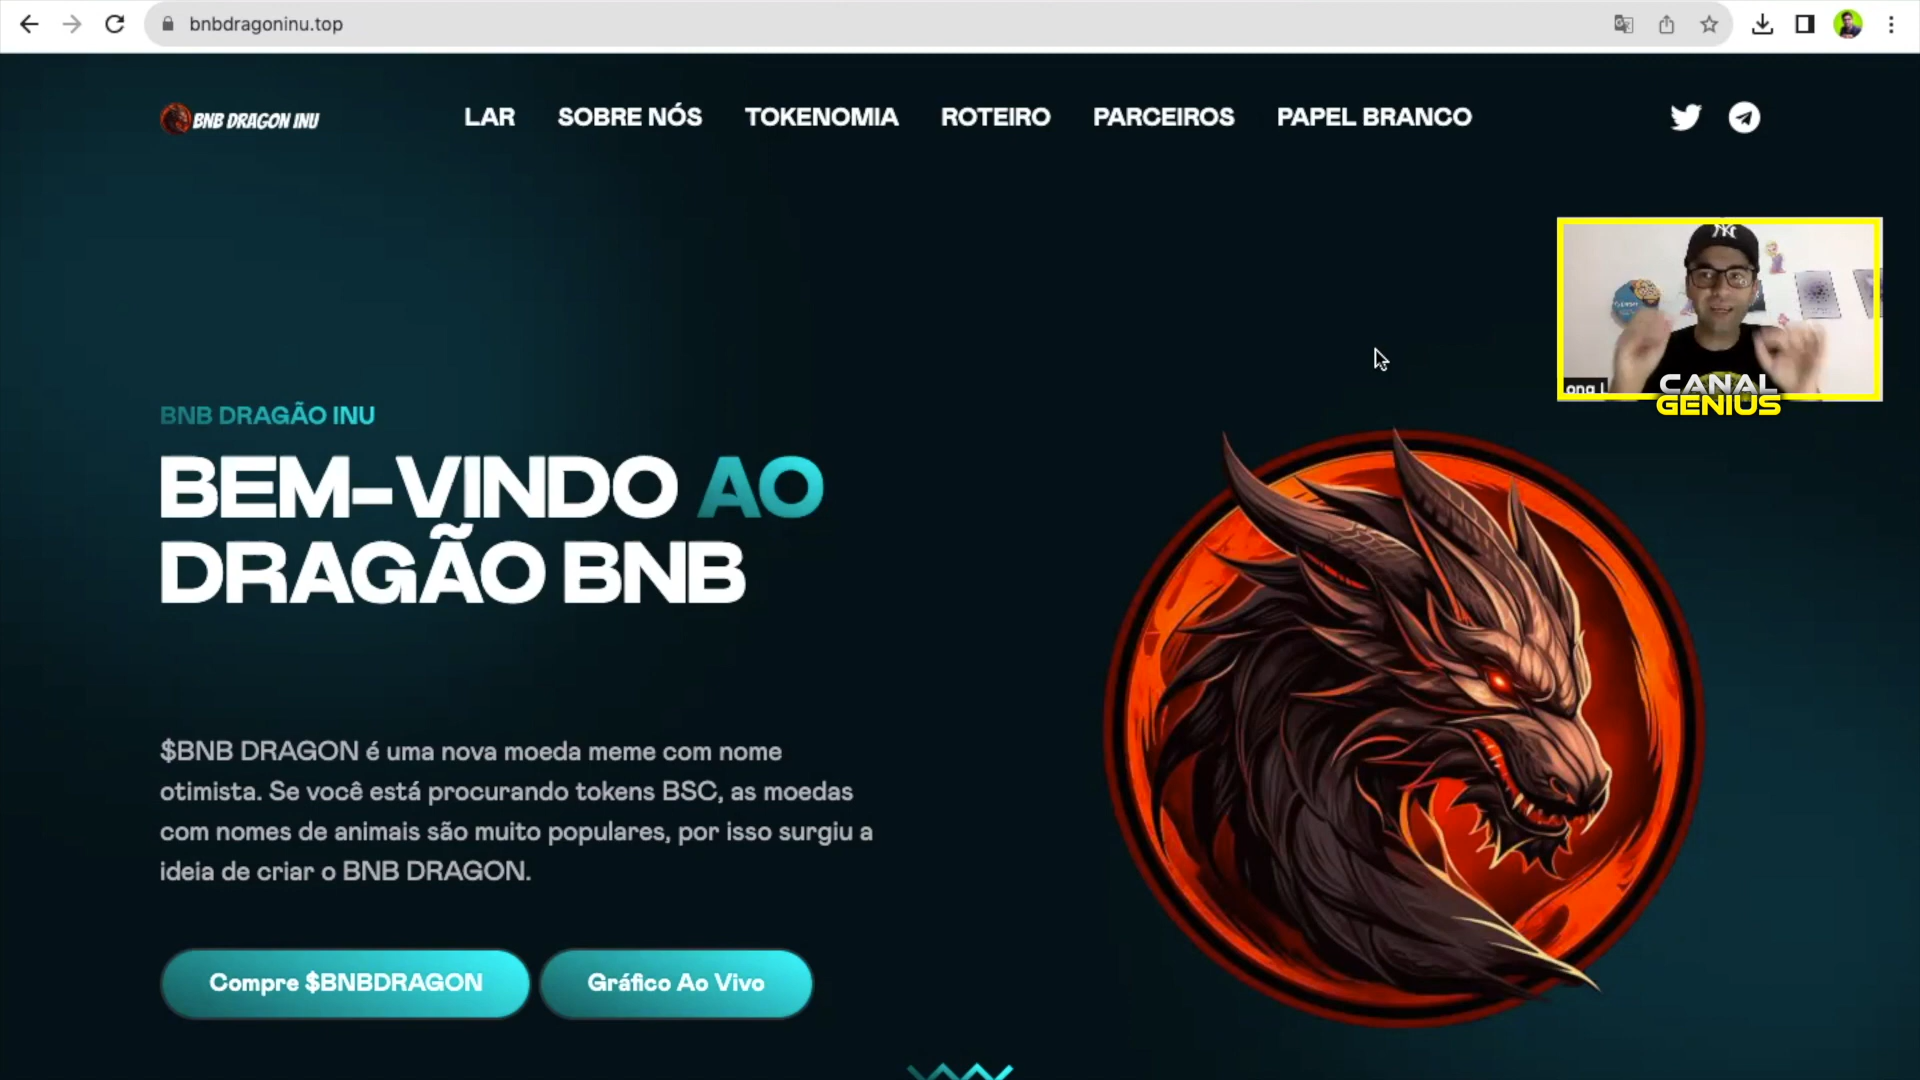 bnbdragoninu.top
BNB DRAGON INU
LAR
SOBRE NÓS
TOKENOMIA
ROTEIRO
PARCEIROS
PAPEL BRANCO
NY
CANAL
GENIUS
BNB DRAGÃO INU
BEM-VINDO AO
DRAGÃO BNB
$BNB DRAGON é uma nova moeda meme com nome
otimista. Se você está procurando tokens BSC, as moedas
com nomes de animais são muito populares, por isso surgiu a
ideia de criar o BNB DRAGON.
Compre $BNBDRAGON
Gráfico Ao Vivo